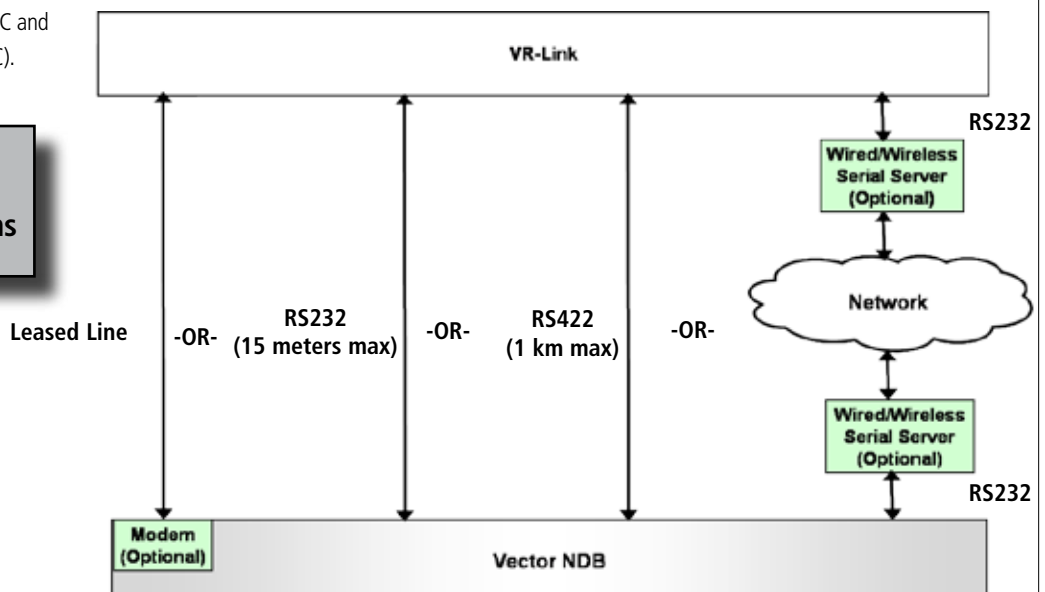 C and
C).
ns
VR-Link
RS232
Wired/Wireless
Serial Server
(Optional)
Network
Leased Line
-OR-
RS232
(15 meters max)
-OR-
RS422
(1 km max)
-OR-
Wired/Wireless
Serial Server
(Optional)
RS232
Modem
(Optional)
Vector NDB